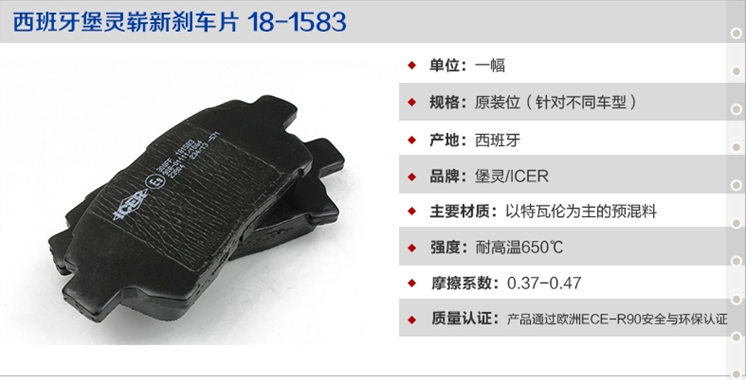 西班牙堡灵崭新刹车片 18-1583
单位：一幅
规格：原装位（针对不同车型）
产地：西班牙
品牌：堡灵/ICER
主要材质：以特瓦伦为主的预混料
强度：耐高温650℃
摩擦系数：0.37-0.47
质量认证：产品通过欧洲ECE-R90安全与环保认证
181583
ICER